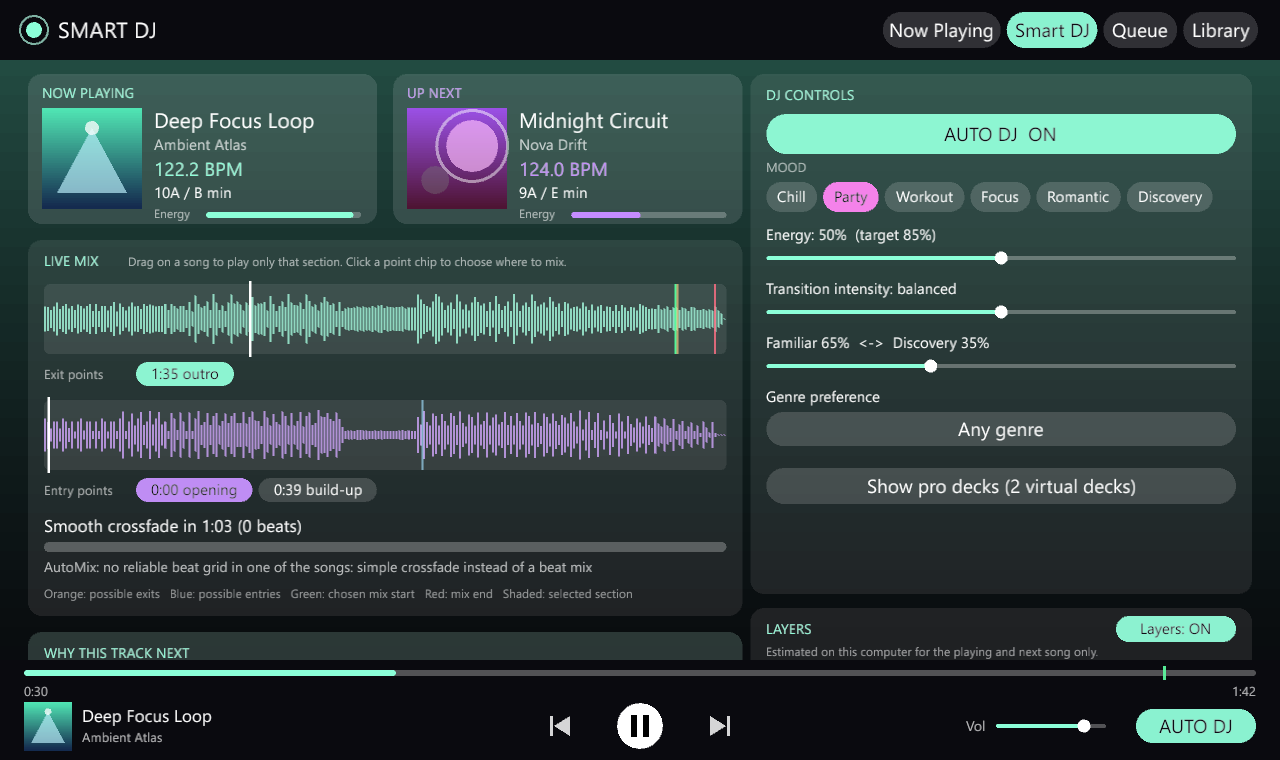 SMART DJ
Now Playing
Smart DJ
Queue
Library
NOW PLAYING
Deep Focus Loop
Ambient Atlas
122.2 BPM
10A / B min
Energy
UP NEXT
Midnight Circuit
Nova Drift
124.0 BPM
9A / E min
Energy
LIVE MIX
Drag on a song to play only that section. Click a point chip to choose where to mix.
Exit points
1:35 outro
Entry points
0:00 opening
0:39 build-up
Smooth crossfade in 1:03 (0 beats)
AutoMix: no reliable beat grid in one of the songs: simple crossfade instead of a beat mix
Orange: possible exits Blue: possible entries Green: chosen mix start Red: mix end Shaded: selected section
WHY THIS TRACK NEXT
DJ CONTROLS
AUTO DJ ON
MOOD
Chill
Party
Workout
Focus
Romantic
Discovery
Energy: 50% (target 85%)
Transition intensity: balanced
Familiar 65% <-> Discovery 35%
Genre preference
Any genre
Show pro decks (2 virtual decks)
LAYERS
Layers: ON
Estimated on this computer for the playing and next song only.
0:30
1:42
Deep Focus Loop
Ambient Atlas
Vol
AUTO DJ